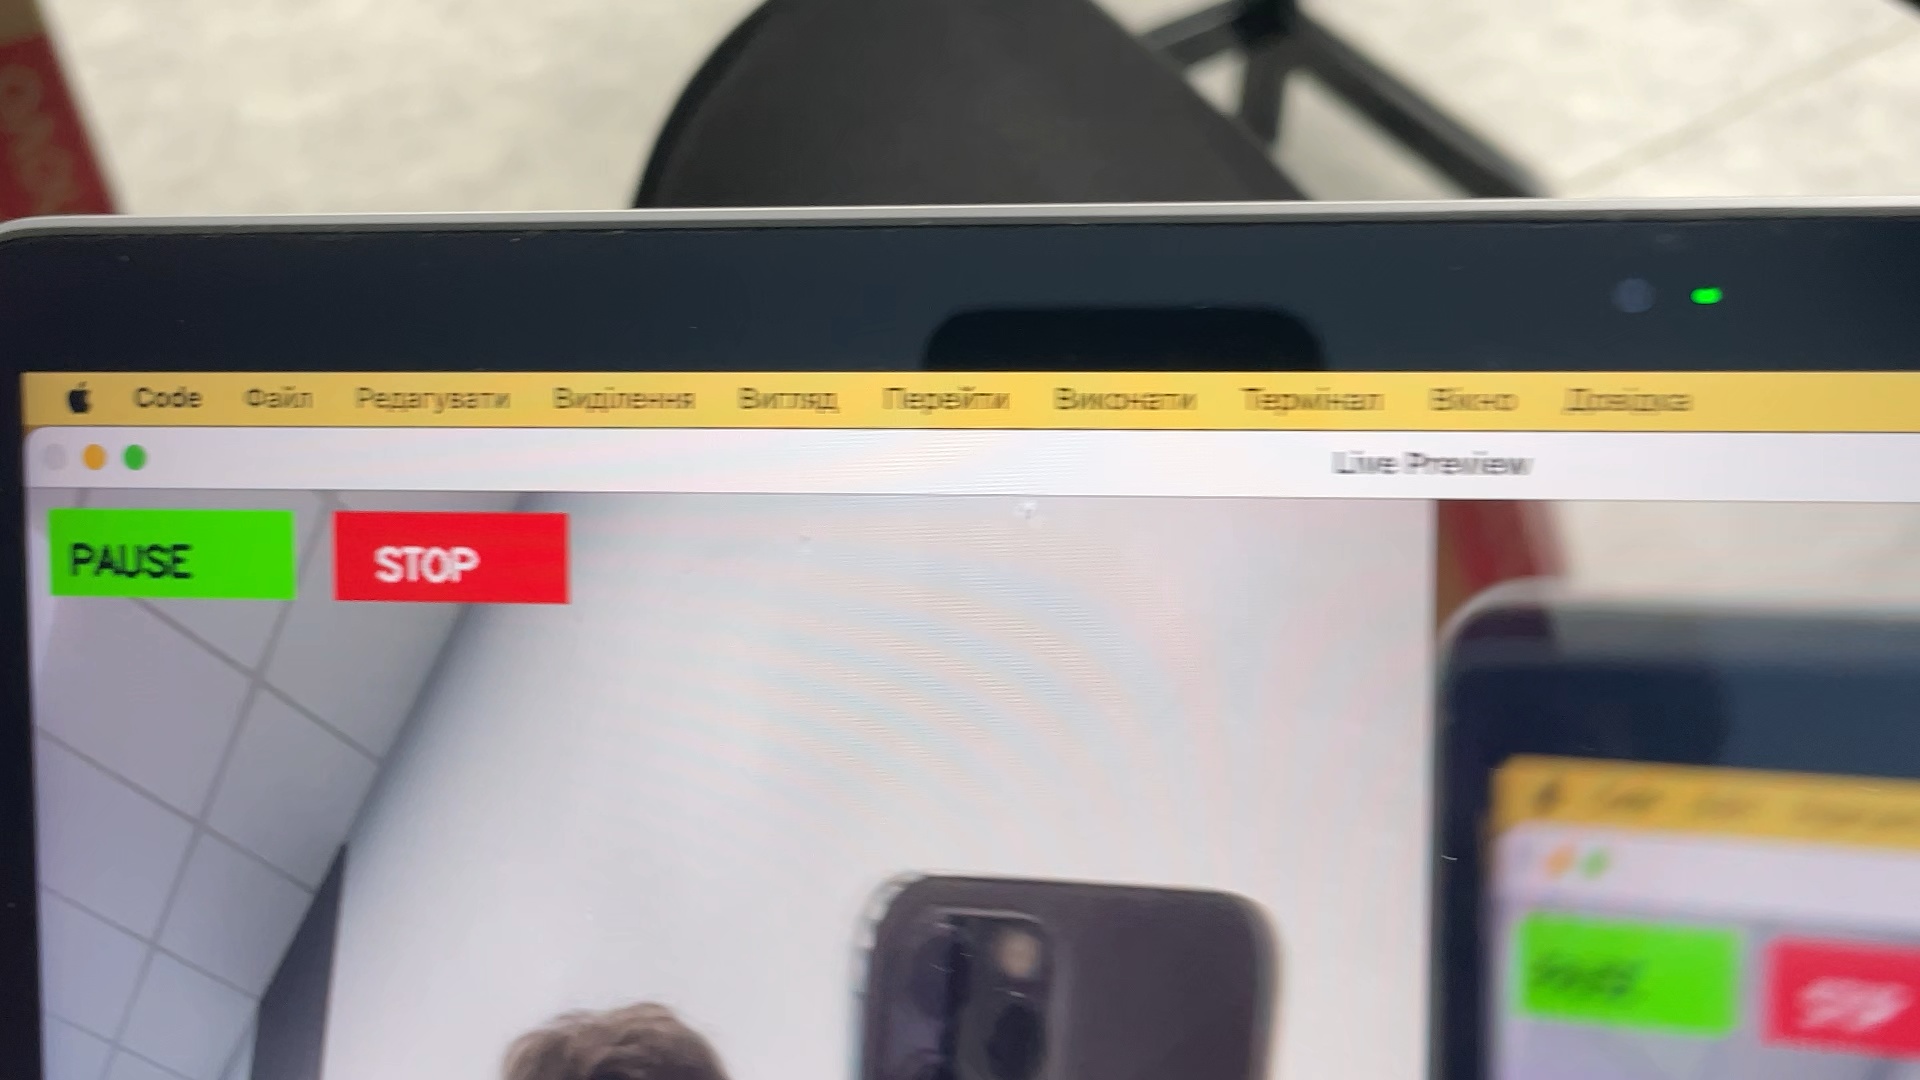 Code Файл Редагувати Виділення Вигляд Перейти Виконати Термінал Вікно Довідка
Live Preview
PAUSE STOP